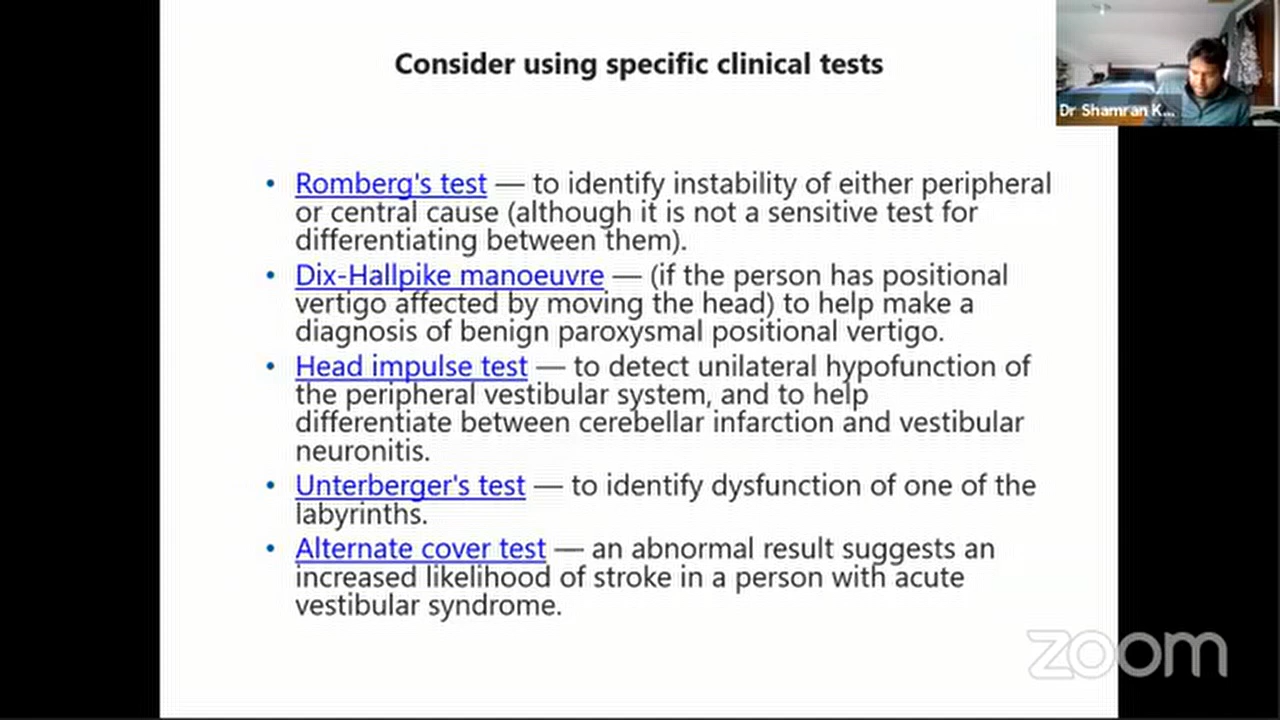 Consider using specific clinical tests
Dr Shamran K...
• Romberg's test — to identify instability of either peripheral
or central cause (although it is not a sensitive test for
differentiating between them).
• Dix-Hallpike manoeuvre — (if the person has positional
vertigo affected by moving the head) to help make a
diagnosis of benign paroxysmal positional vertigo.
• Head impulse test — to detect unilateral hypofunction of
the peripheral vestibular system, and to help
differentiate between cerebellar infarction and vestibular
neuronitis.
• Unterberger's test — to identify dysfunction of one of the
labyrinths.
• Alternate cover test — an abnormal result suggests an
increased likelihood of stroke in a person with acute
vestibular syndrome.
zoom